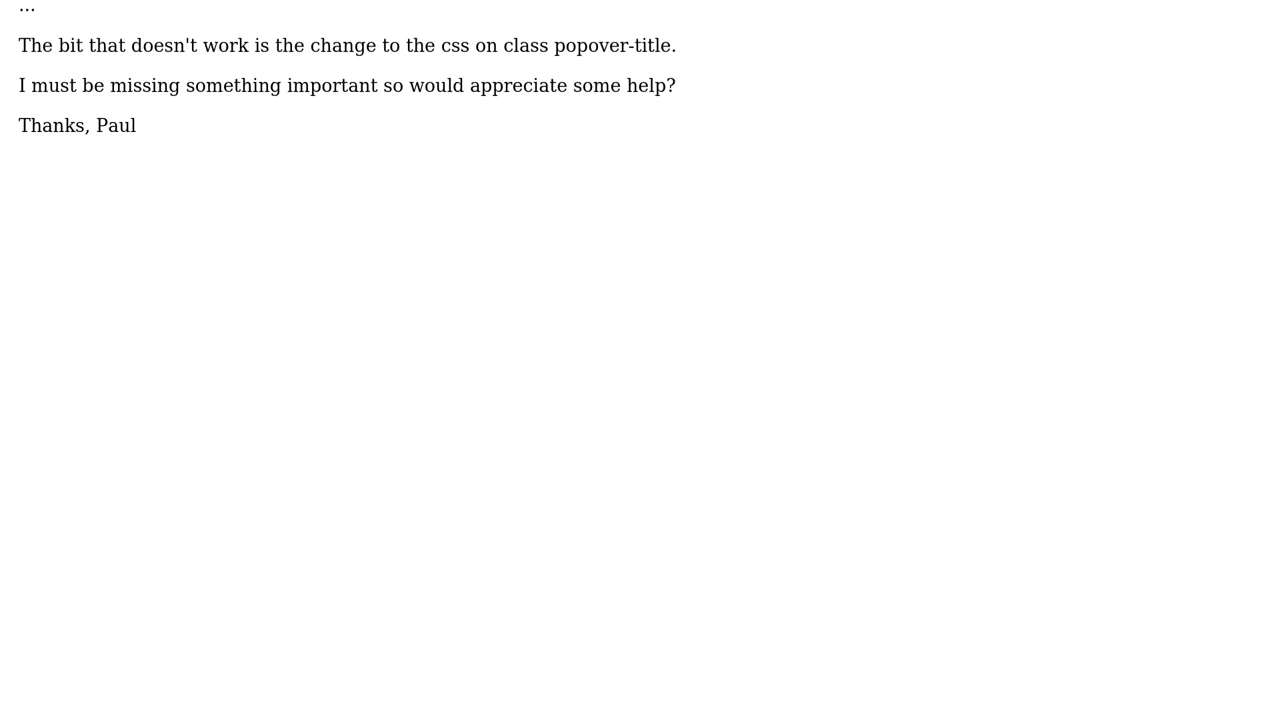 ...
The bit that doesn't work is the change to the css on class popover-title.
I must be missing something important so would appreciate some help?
Thanks, Paul